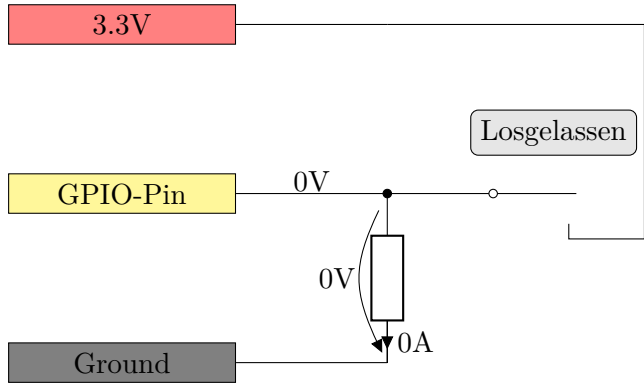 3.3V
Losgelassen
GPIO-Pin
0V
0V
0A
Ground